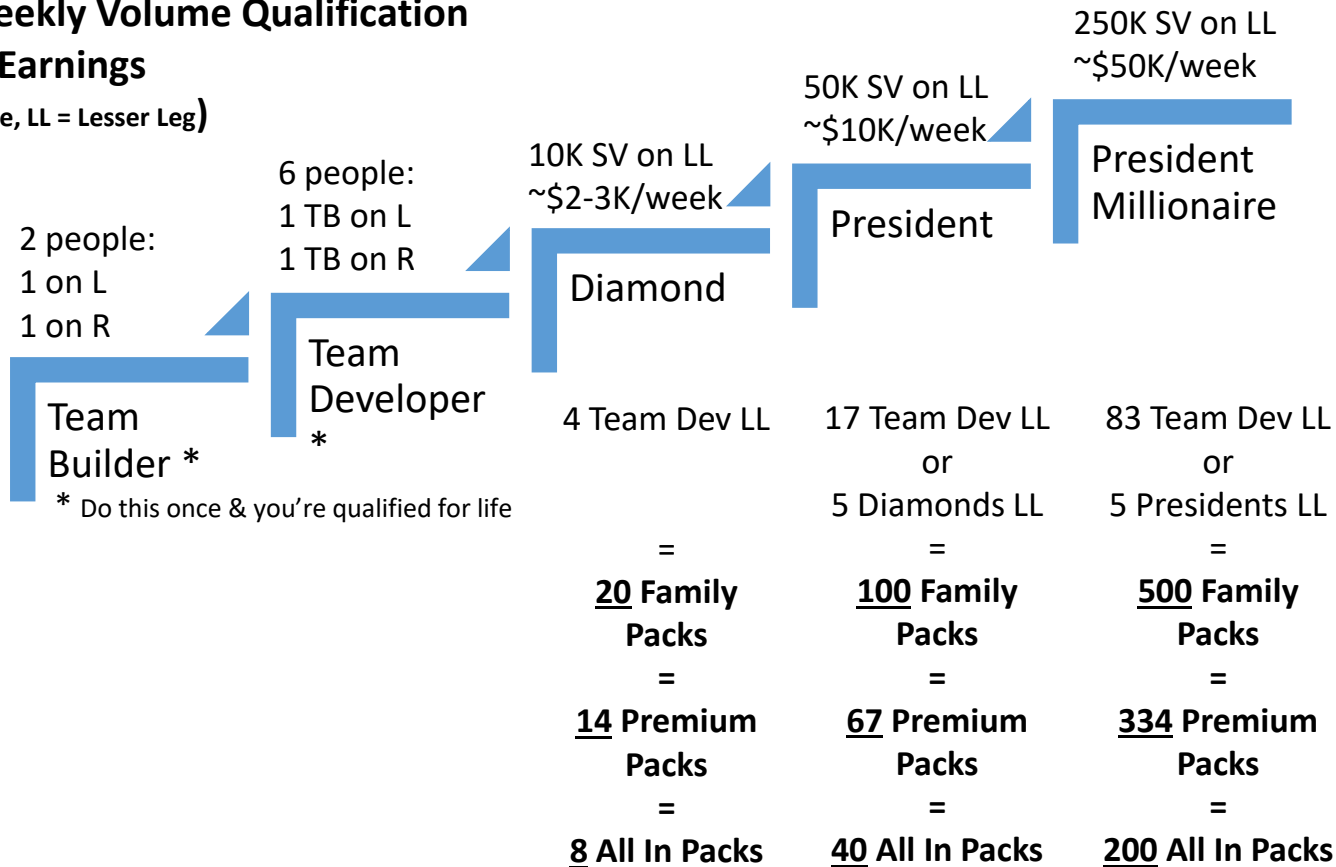 Volume Qualification
Earnings
LL = Lesser Leg)
2 people:
1 on L
1 on R
Team
Builder *
* Do this once & you’re qualified for life
6 people:
1 TB on L
1 TB on R
Team
Developer
*
10K SV on LL
~$2-3K/week
Diamond
50K SV on LL
~$10K/week
President
250K SV on LL
~$50K/week
President
Millionaire
4 Team Dev LL
=
20 Family
Packs
=
14 Premium
Packs
=
8 All In Packs
17 Team Dev LL
or
5 Diamonds LL
=
100 Family
Packs
=
67 Premium
Packs
=
40 All In Packs
83 Team Dev LL
or
5 Presidents LL
=
500 Family
Packs
=
334 Premium
Packs
=
200 All In Packs